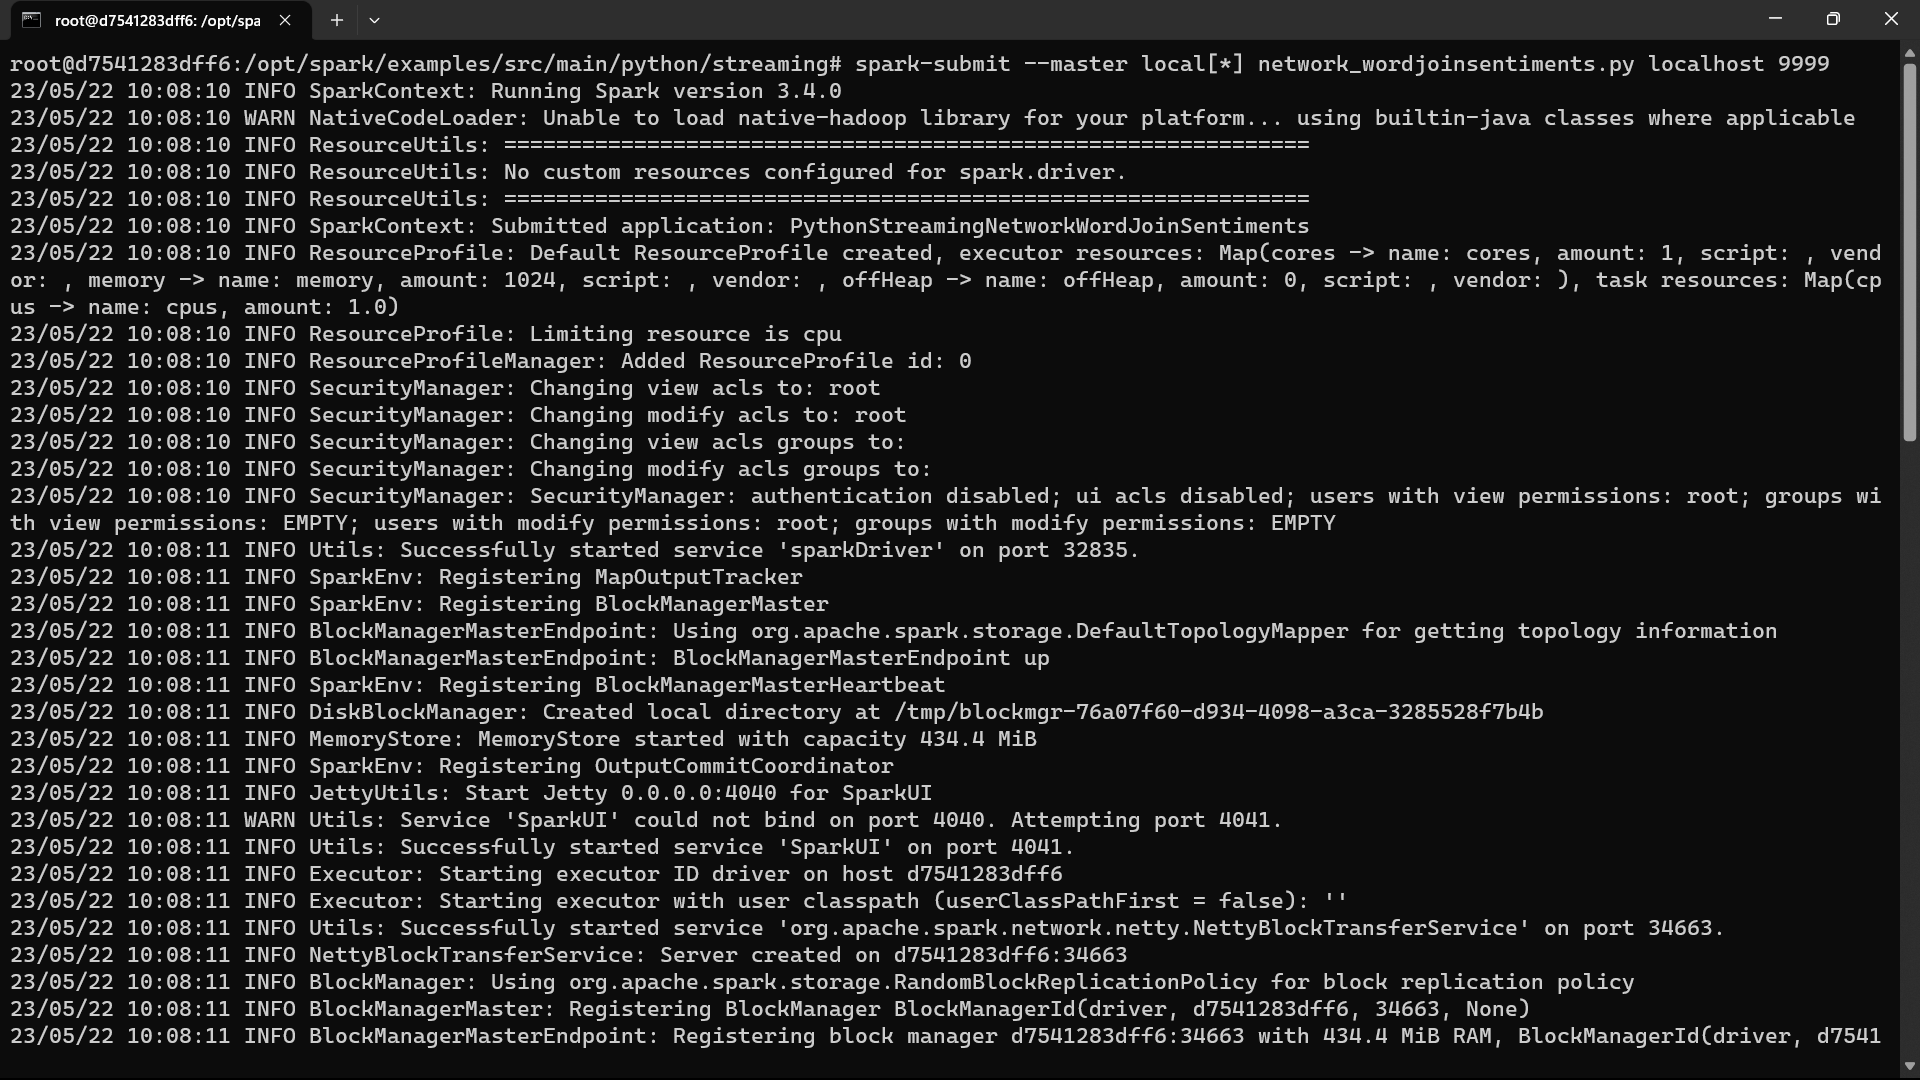 root@d7541283dff6: /opt/spa
root@d7541283dff6:/opt/spark/examples/src/main/python/streaming# spark-submit --master local[*] network_wordjoinsentiments.py localhost 9999
23/05/22 10:08:10 INFO SparkContext: Running Spark version 3.4.0
23/05/22 10:08:10 WARN NativeCodeLoader: Unable to load native-hadoop library for your platform... using builtin-java classes where applicable
23/05/22 10:08:10 INFO ResourceUtils: ==============================================================
23/05/22 10:08:10 INFO ResourceUtils: No custom resources configured for spark.driver.
23/05/22 10:08:10 INFO ResourceUtils: ==============================================================
23/05/22 10:08:10 INFO SparkContext: Submitted application: PythonStreamingNetworkWordJoinSentiments
23/05/22 10:08:10 INFO ResourceProfile: Default ResourceProfile created, executor resources: Map(cores -> name: cores, amount: 1, script: , vend
or: , memory -> name: memory, amount: 1024, script: , vendor: , offHeap -> name: offHeap, amount: 0, script: , vendor: ), task resources: Map(cp
us -> name: cpus, amount: 1.0)
23/05/22 10:08:10 INFO ResourceProfile: Limiting resource is cpu
23/05/22 10:08:10 INFO ResourceProfileManager: Added ResourceProfile id: 0
23/05/22 10:08:10 INFO SecurityManager: Changing view acls to: root
23/05/22 10:08:10 INFO SecurityManager: Changing modify acls to: root
23/05/22 10:08:10 INFO SecurityManager: Changing view acls groups to:
23/05/22 10:08:10 INFO SecurityManager: Changing modify acls groups to:
23/05/22 10:08:10 INFO SecurityManager: SecurityManager: authentication disabled; ui acls disabled; users with view permissions: root; groups wi
th view permissions: EMPTY; users with modify permissions: root; groups with modify permissions: EMPTY
23/05/22 10:08:11 INFO Utils: Successfully started service 'sparkDriver' on port 32835.
23/05/22 10:08:11 INFO SparkEnv: Registering MapOutputTracker
23/05/22 10:08:11 INFO SparkEnv: Registering BlockManagerMaster
23/05/22 10:08:11 INFO BlockManagerMasterEndpoint: Using org.apache.spark.storage.DefaultTopologyMapper for getting topology information
23/05/22 10:08:11 INFO BlockManagerMasterEndpoint: BlockManagerMasterEndpoint up
23/05/22 10:08:11 INFO SparkEnv: Registering BlockManagerMasterHeartbeat
23/05/22 10:08:11 INFO DiskBlockManager: Created local directory at /tmp/blockmgr-76a07f60-d934-4098-a3ca-3285528f7b4b
23/05/22 10:08:11 INFO MemoryStore: MemoryStore started with capacity 434.4 MiB
23/05/22 10:08:11 INFO SparkEnv: Registering OutputCommitCoordinator
23/05/22 10:08:11 INFO JettyUtils: Start Jetty 0.0.0.0:4040 for SparkUI
23/05/22 10:08:11 WARN Utils: Service 'SparkUI' could not bind on port 4040. Attempting port 4041.
23/05/22 10:08:11 INFO Utils: Successfully started service 'SparkUI' on port 4041.
23/05/22 10:08:11 INFO Executor: Starting executor ID driver on host d7541283dff6
23/05/22 10:08:11 INFO Executor: Starting executor with user classpath (userClassPathFirst = false): ''
23/05/22 10:08:11 INFO Utils: Successfully started service 'org.apache.spark.network.netty.NettyBlockTransferService' on port 34663.
23/05/22 10:08:11 INFO NettyBlockTransferService: Server created on d7541283dff6:34663
23/05/22 10:08:11 INFO BlockManager: Using org.apache.spark.storage.RandomBlockReplicationPolicy for block replication policy
23/05/22 10:08:11 INFO BlockManagerMaster: Registering BlockManager BlockManagerId(driver, d7541283dff6, 34663, None)
23/05/22 10:08:11 INFO BlockManagerMasterEndpoint: Registering block manager d7541283dff6:34663 with 434.4 MiB RAM, BlockManagerId(driver, d7541